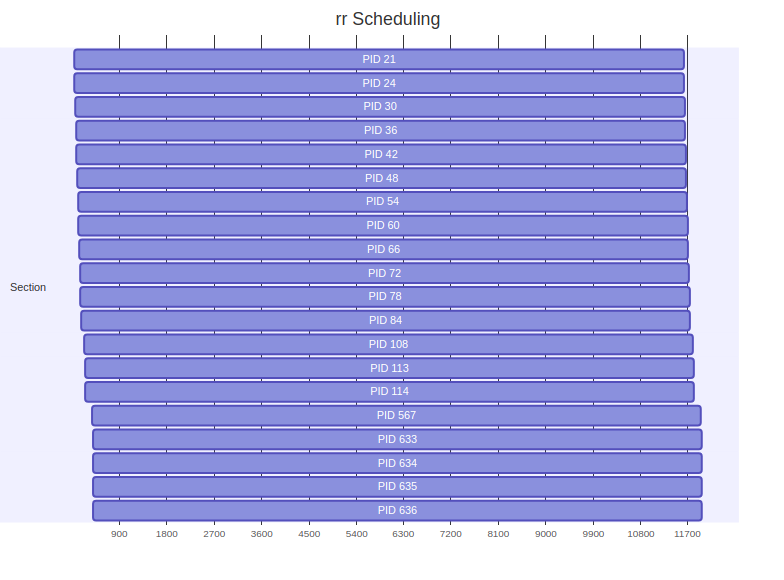 rr Scheduling
PID 21
PID 24
PID 30
PID 36
PID 42
PID 48
PID 54
PID 60
PID 66
PID 72
Section
PID 78
PID 84
PID 108
PID 113
PID 114
PID 567
PID 633
PID 634
PID 635
PID 636
900 1800 2700 3600 4500 5400 6300 7200 8100 9000 9900 10800 11700